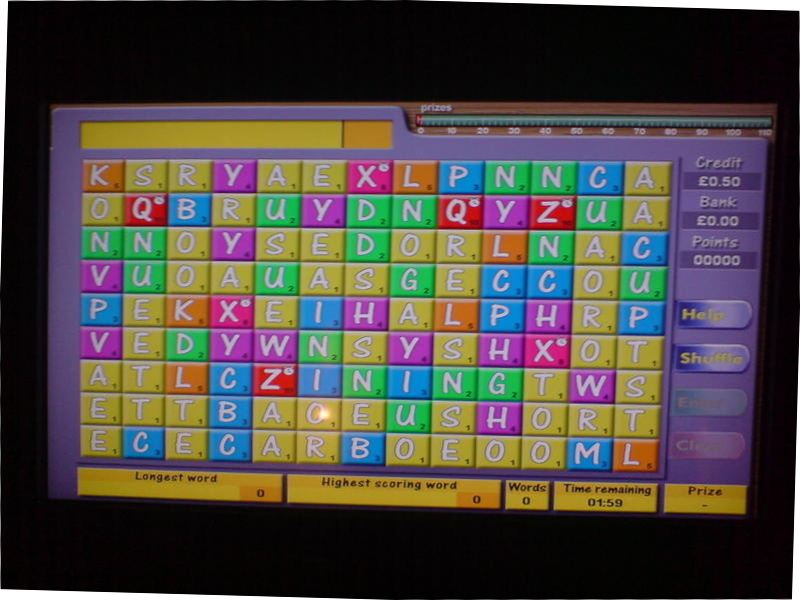 prizes
0 10 20 30 40 50 60 70 80 90 100 110
K S R Y A E X L P N N C A
O Q B R U Y D N Q Y Z U A
N N O Y S E D O R L N A C
V U O A U A S G E C C O U
P E K X E I H A L P H R P
V E D Y W N S Y S H X O T
A T L C Z I N I N G T W S
E T T B A O E U S H O R T
E C E C A R B O E O O M L
Credit
£0.50
Bank
£0.00
Points
00000
Help
Shuffle
Longest word
0
Highest scoring word
0
Words
0
Time remaining
01:59
Prize
-